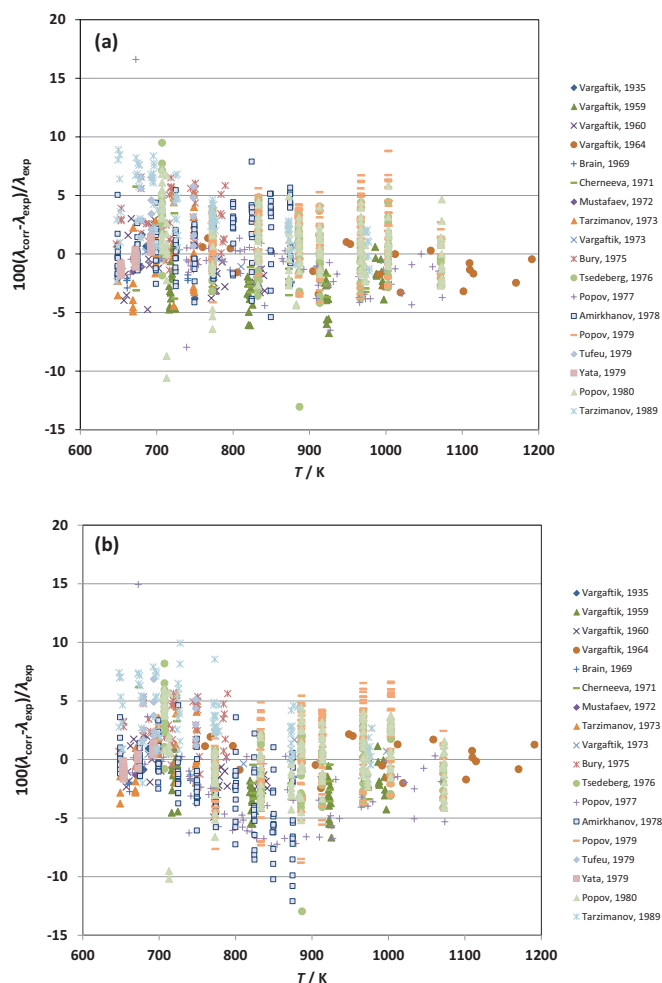 (a)
20
15
10
5
0
-5
-10
-15
600
700
800
900
1000
1100
1200
100(λcorr-λexp)/λexp
T / K
Vargaftik, 1935
Vargaftik, 1959
Vargaftik, 1960
Vargaftik, 1964
Brain, 1969
Cherneeva, 1971
Mustafaev, 1972
Tarzimanov, 1973
Vargaftik, 1973
Bury, 1975
Tsedeberg, 1976
Popov, 1977
Amirkhanov, 1978
Popov, 1979
Tufeu, 1979
Yata, 1979
Popov, 1980
Tarzimanov, 1989
(b)
20
15
10
5
0
-5
-10
-15
600
700
800
900
1000
1100
1200
100(λcorr-λexp)/λexp
T / K
Vargaftik, 1935
Vargaftik, 1959
Vargaftik, 1960
Vargaftik, 1964
Brain, 1969
Cherneeva, 1971
Mustafaev, 1972
Tarzimanov, 1973
Vargaftik, 1973
Bury, 1975
Tsedeberg, 1976
Popov, 1977
Amirkhanov, 1978
Popov, 1979
Tufeu, 1979
Yata, 1979
Popov, 1980
Tarzimanov, 1989